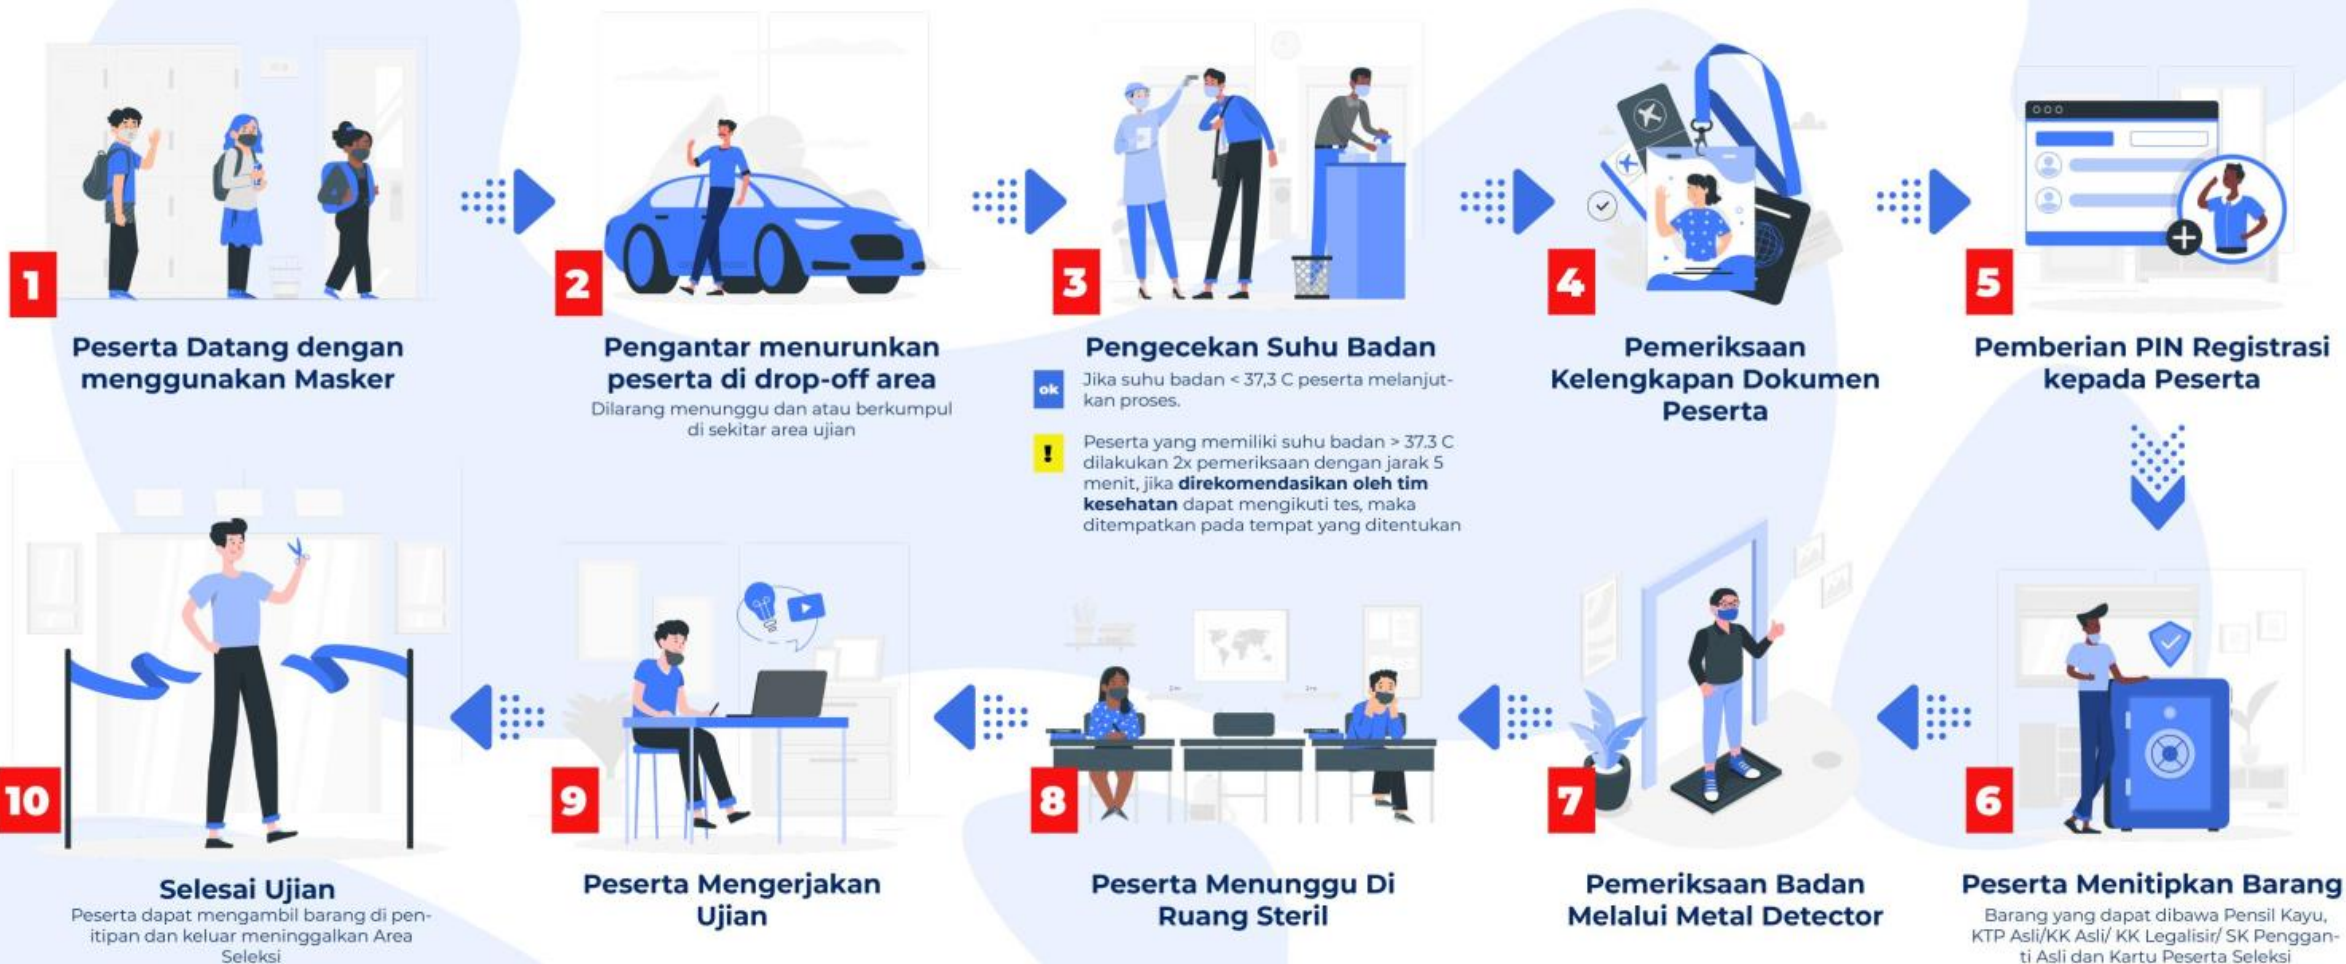 1
Peserta Datang dengan
menggunakan Masker
2
Pengantar menurunkan
peserta di drop-off area
Dilarang menunggu dan atau berkumpul
di sekitar area ujian
3
Pengecekan Suhu Badan
ok
Jika suhu badan < 37,3 C peserta melanjut-
kan proses.
!
Peserta yang memiliki suhu badan > 37.3 C
dilakukan 2x pemeriksaan dengan jarak 5
menit, jika direkomendasikan oleh tim
kesehatan dapat mengikuti tes, maka
ditempatkan pada tempat yang ditentukan
4
Pemeriksaan
Kelengkapan Dokumen
Peserta
5
Pemberian PIN Registrasi
kepada Peserta
6
Peserta Menitipkan Barang
Barang yang dapat dibawa Pensil Kayu,
KTP Asli/KK Asli/ KK Legalisir/ SK Penggan-
ti Asli dan Kartu Peserta Seleksi
7
Pemeriksaan Badan
Melalui Metal Detector
8
Peserta Menunggu Di
Ruang Steril
9
Peserta Mengerjakan
Ujian
10
Selesai Ujian
Peserta dapat mengambil barang di pen-
itipan dan keluar meninggalkan Area
Seleksi